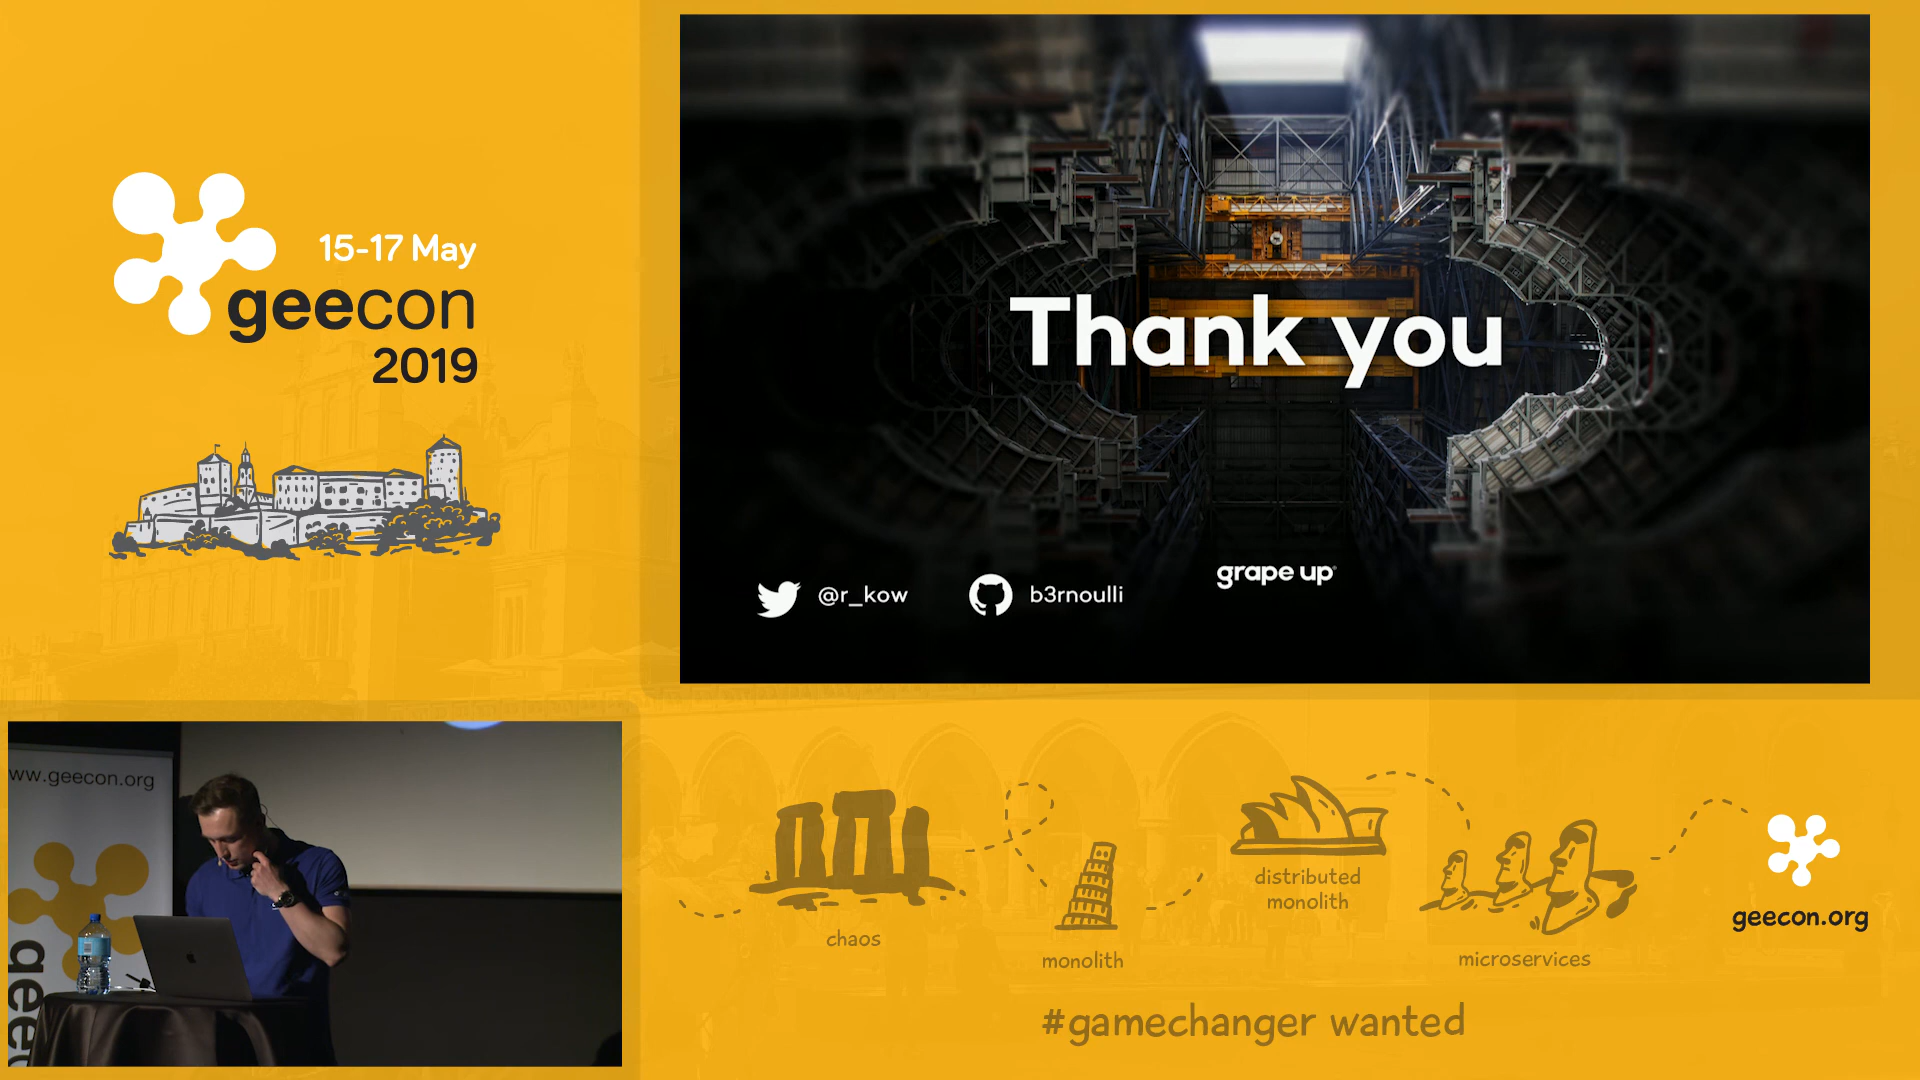 15-17 May
geecon
2019
Thank you
@r_kow
b3rnoulli
grape up
ww.geecon.org
geec
chaos
monolith
distributed
monolith
microservices
geecon.org
#gamechanger wanted